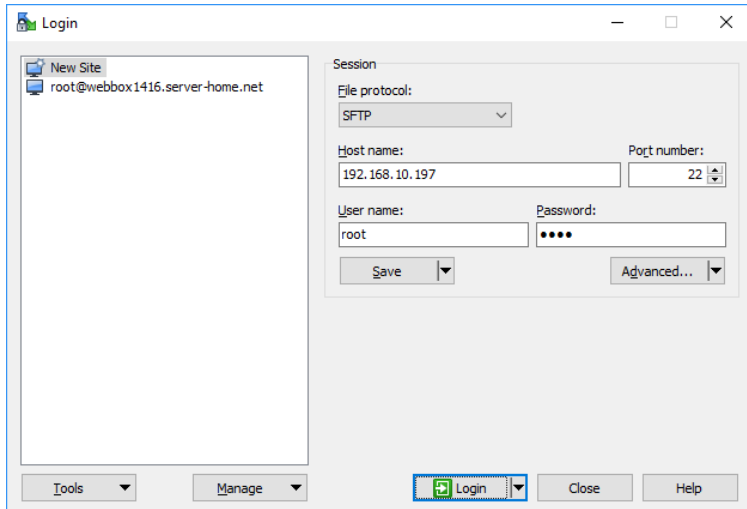 Login
New Site
root@webbox1416.server-home.net
Session
File protocol:
SFTP
Host name:
Port number:
192.168.10.197
22
User name:
Password:
root
••••
Save
Advanced...
Tools
Manage
Login
Close
Help